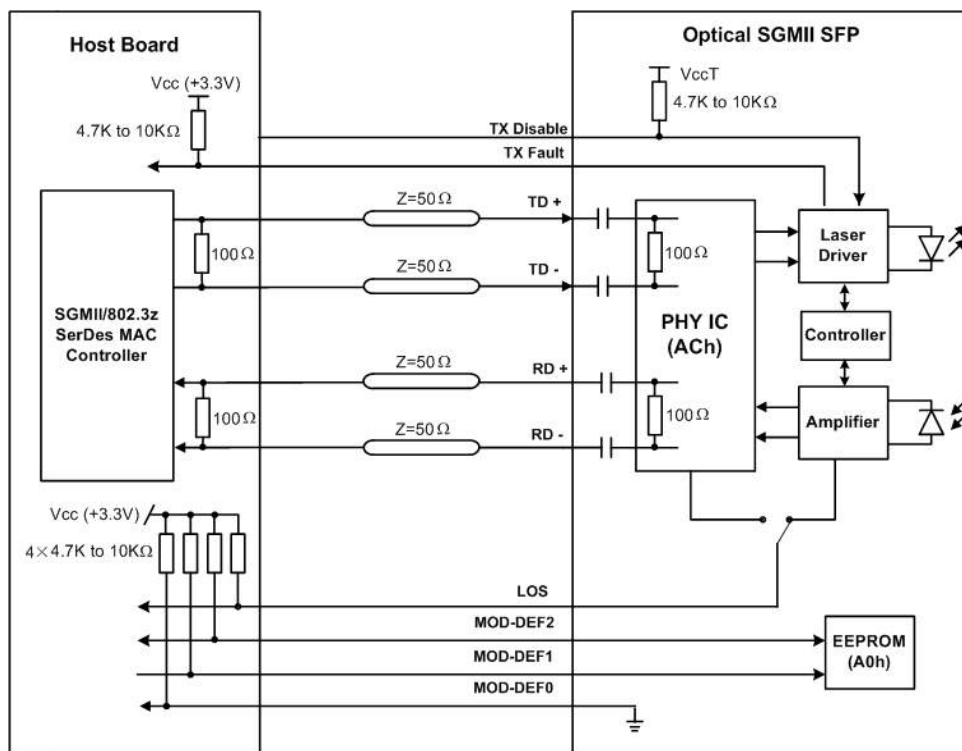 Host Board
Optical SGMII SFP
Vcc (+3.3V)
4.7K to 10KΩ
VccT
4.7K to 10KΩ
TX Disable
TX Fault
SGMII/802.3z
SerDes MAC
Controller
100Ω
Z=50Ω
TD +
Z=50Ω
TD -
100Ω
PHY IC
(ACh)
Laser
Driver
Controller
Amplifier
100Ω
Z=50Ω
RD +
Z=50Ω
RD -
100Ω
Vcc (+3.3V)
4×4.7K to 10KΩ
LOS
MOD-DEF2
MOD-DEF1
MOD-DEF0
EEPROM
(A0h)